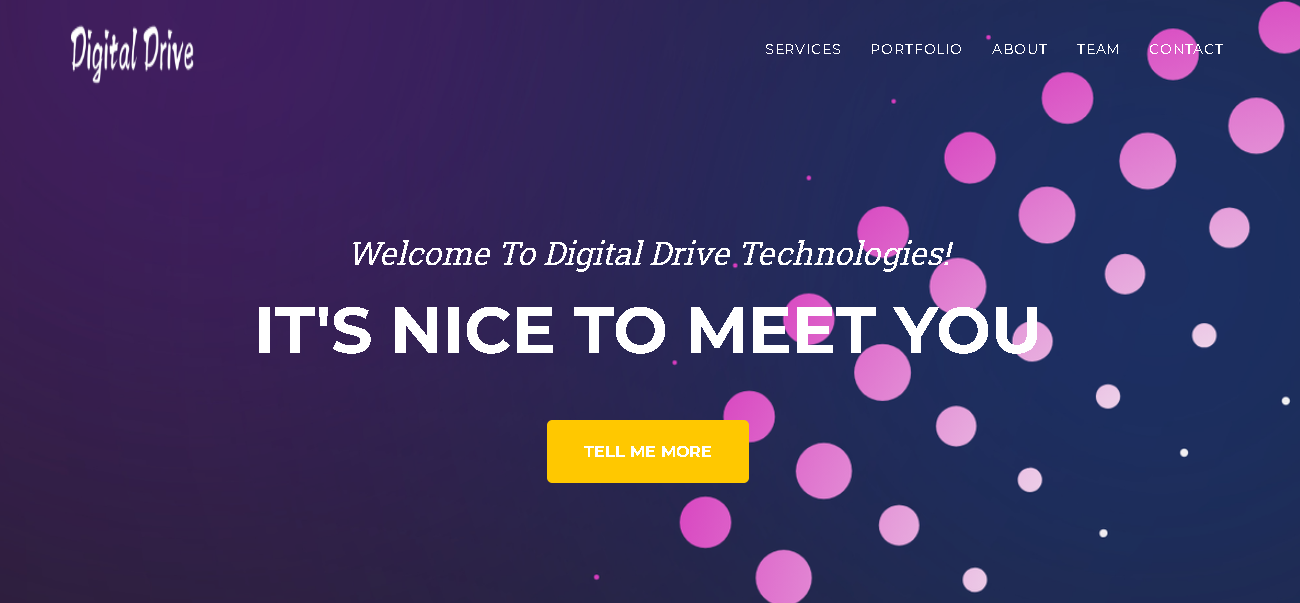 Digital Drive
SERVICES PORTFOLIO ABOUT TEAM CONTACT
Welcome To Digital Drive Technologies!
IT'S NICE TO MEET YOU
TELL ME MORE